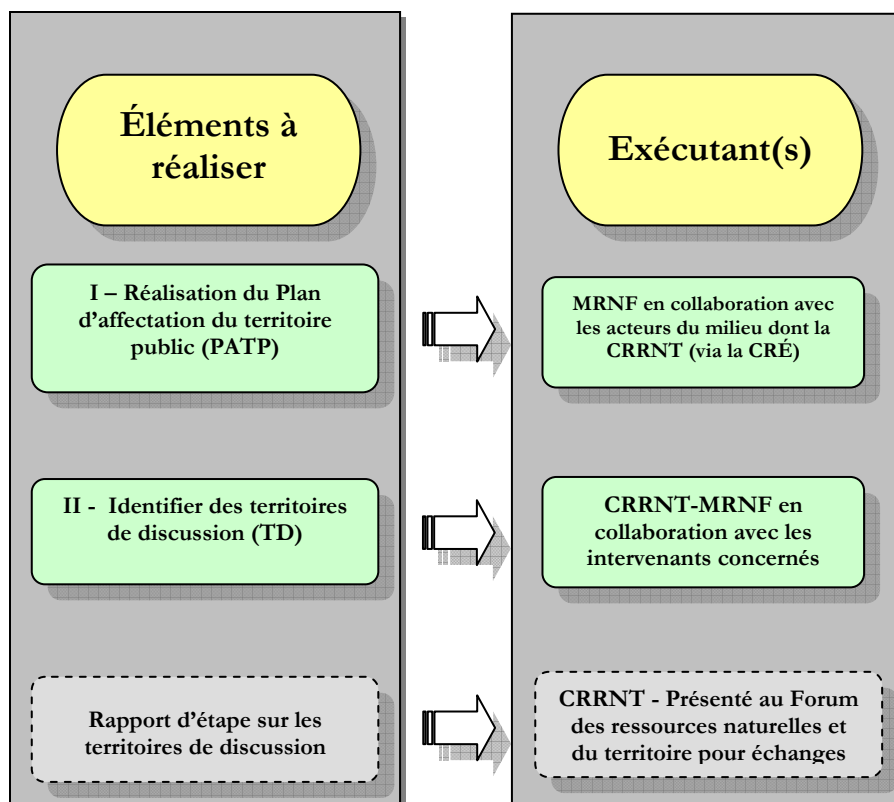 Éléments à
réaliser
Exécutant(s)
I – Réalisation du Plan
d'affectation du territoire
public (PATP)
MRNF en collaboration avec
les acteurs du milieu dont la
CRRNT (via la CRÉ)
II - Identifier des territoires
de discussion (TD)
CRRNT-MRNF en
collaboration avec les
intervenants concernés
Rapport d'étape sur les
territoires de discussion
CRRNT - Présenté au Forum
des ressources naturelles et
du territoire pour échanges